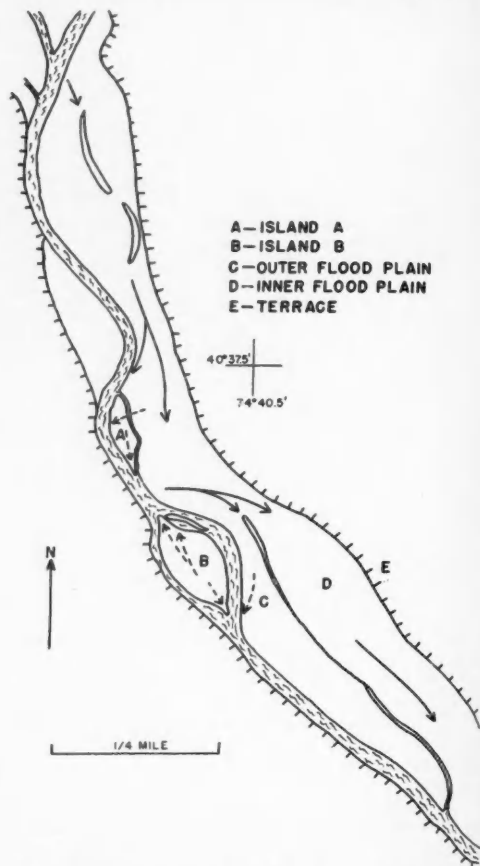 A—ISLAND A
B—ISLAND B
C—OUTER FLOOD PLAIN
D—INNER FLOOD PLAIN
E—TERRACE
40°37.5'
74°40.5'
A
N
B
C
D
E
1/4 MILE